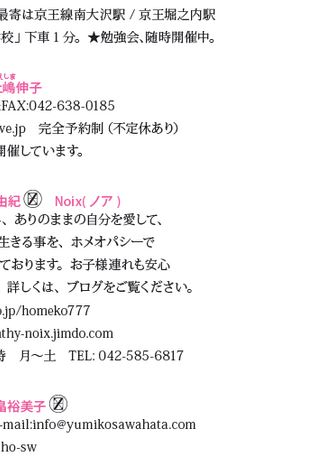 最寄は京王線南大沢駅 / 京王堀之内駅
校」下車 1 分。★勉強会、随時開催中。
嶋伸子
FAX:042-638-0185
ve.jp 完全予約制（不定休あり）
開催しています。
由紀 Noix( ノア )
、ありのままの自分を愛して、
生きる事を、ホメオパシーで
ております。お子様連れも安心
詳しくは、ブログをご覧ください。
o.jp/homeko777
thy-noix.jimdo.com
時 月〜土 TEL: 042-585-6817
畠裕美子
-mail:info@yumikosawahata.com
ho-sw